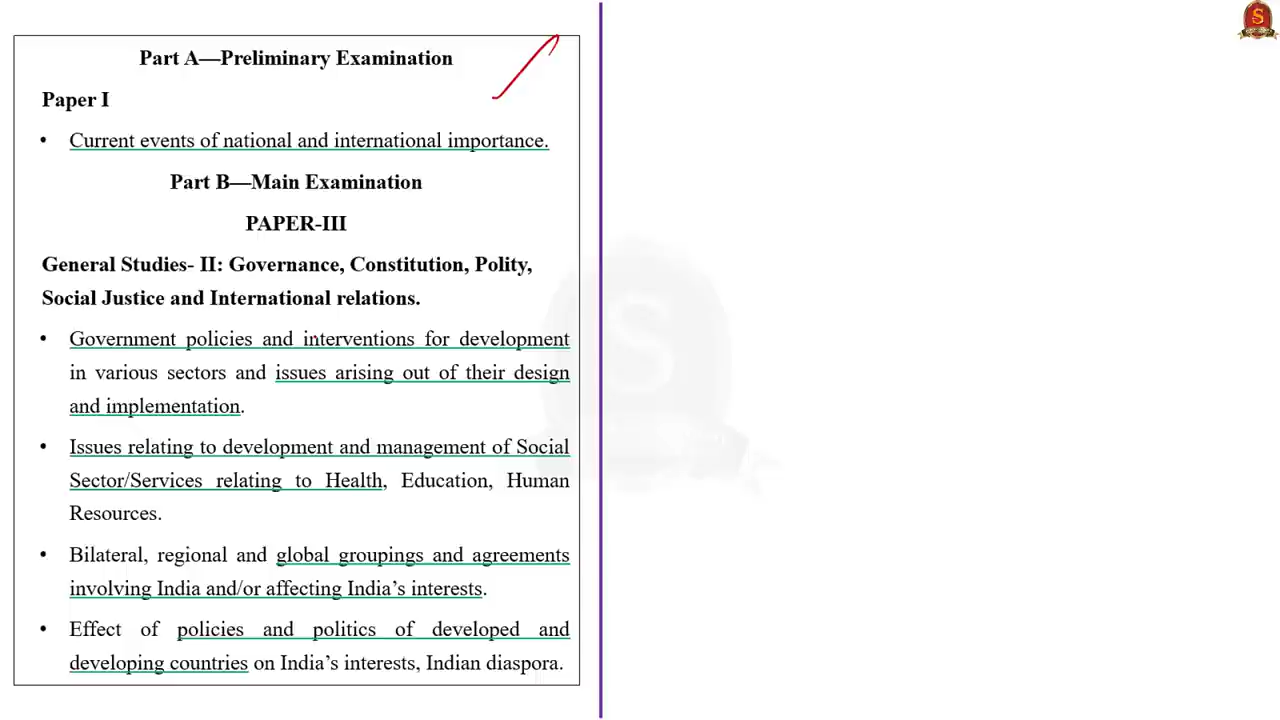 Part A—Preliminary Examination
Paper I
• Current events of national and international importance.
Part B—Main Examination
PAPER-III
General Studies- II: Governance, Constitution, Polity,
Social Justice and International relations.
• Government policies and interventions for development
in various sectors and issues arising out of their design
and implementation.
• Issues relating to development and management of Social
Sector/Services relating to Health, Education, Human
Resources.
• Bilateral, regional and global groupings and agreements
involving India and/or affecting India’s interests.
• Effect of policies and politics of developed and
developing countries on India’s interests, Indian diaspora.
S
S